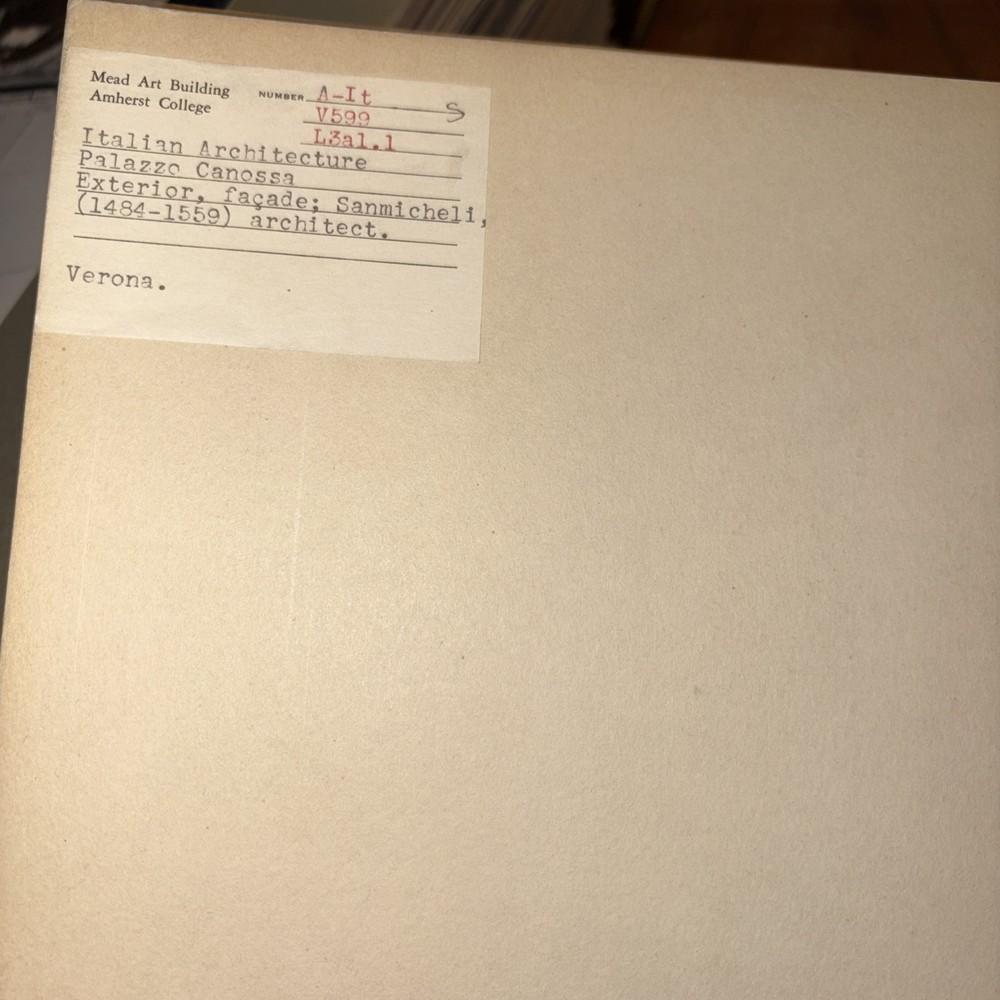 Mead Art Building
Amherst College
NUMBER A-It S
V599
L3a1.1
Italian Architecture
Palazzo Canossa
Exterior, façade; Sanmicheli,
(1484-1559) architect.
Verona.